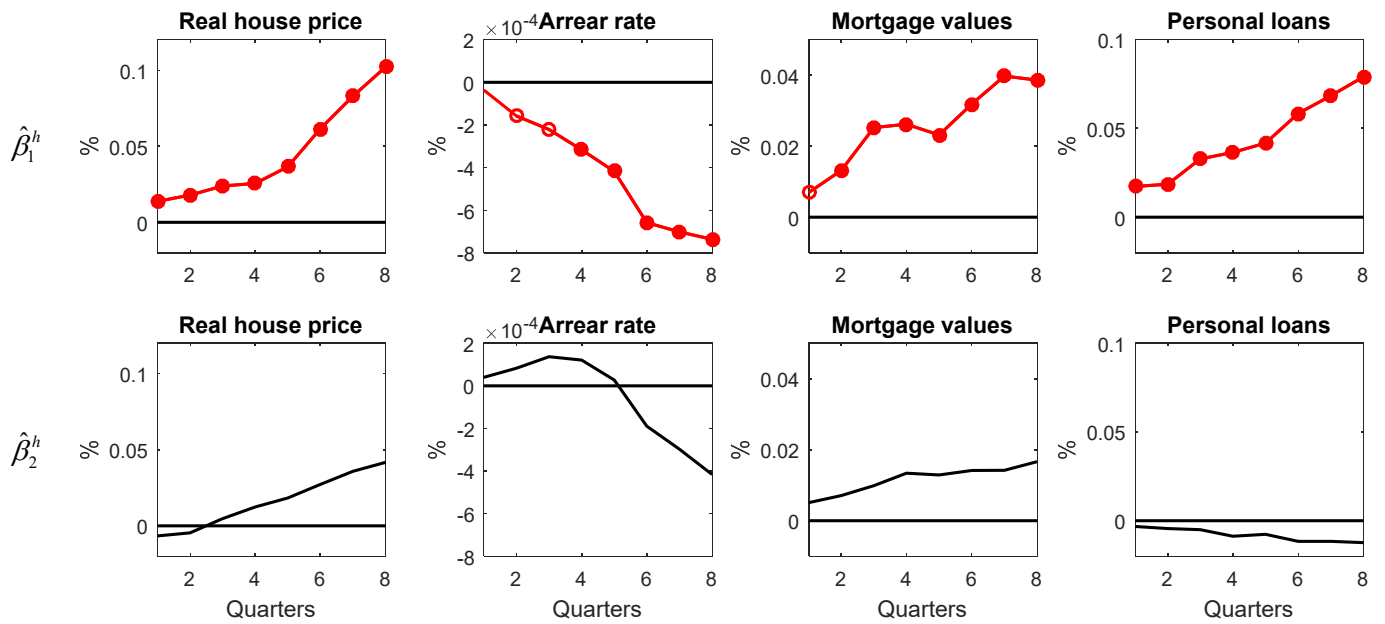 Real house price
0.1
0.05
0
%
2 4 6 8
×10⁻⁴
Arrear rate
2
0
-2
-4
-6
-8
%
2 4 6 8
Mortgage values
0.04
0.02
0
%
2 4 6 8
Personal loans
0.1
0.05
0
%
2 4 6 8
β̂₁ʰ
Real house price
0.1
0.05
0
%
2 4 6 8
Quarters
×10⁻⁴
Arrear rate
2
0
-2
-4
-6
-8
%
2 4 6 8
Quarters
Mortgage values
0.04
0.02
0
%
2 4 6 8
Quarters
Personal loans
0.1
0.05
0
%
2 4 6 8
Quarters
β̂₂ʰ